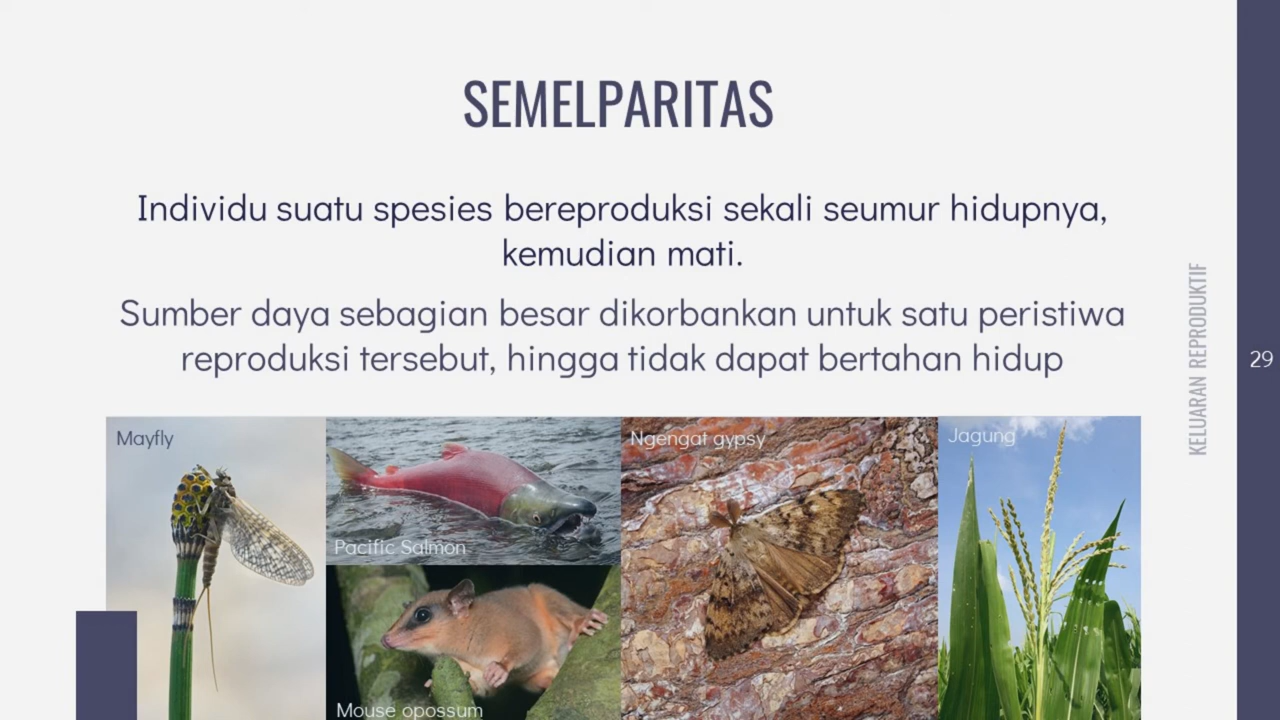 SEMELPARITAS
Individu suatu spesies bereproduksi sekali seumur hidupnya,
kemudian mati.
Sumber daya sebagian besar dikorbankan untuk satu peristiwa
reproduksi tersebut, hingga tidak dapat bertahan hidup
KELUARAN REPRODUKTIF
29
Mayfly
Pacific Salmon
Mouse opossum
Ngengat gypsy
Jagung